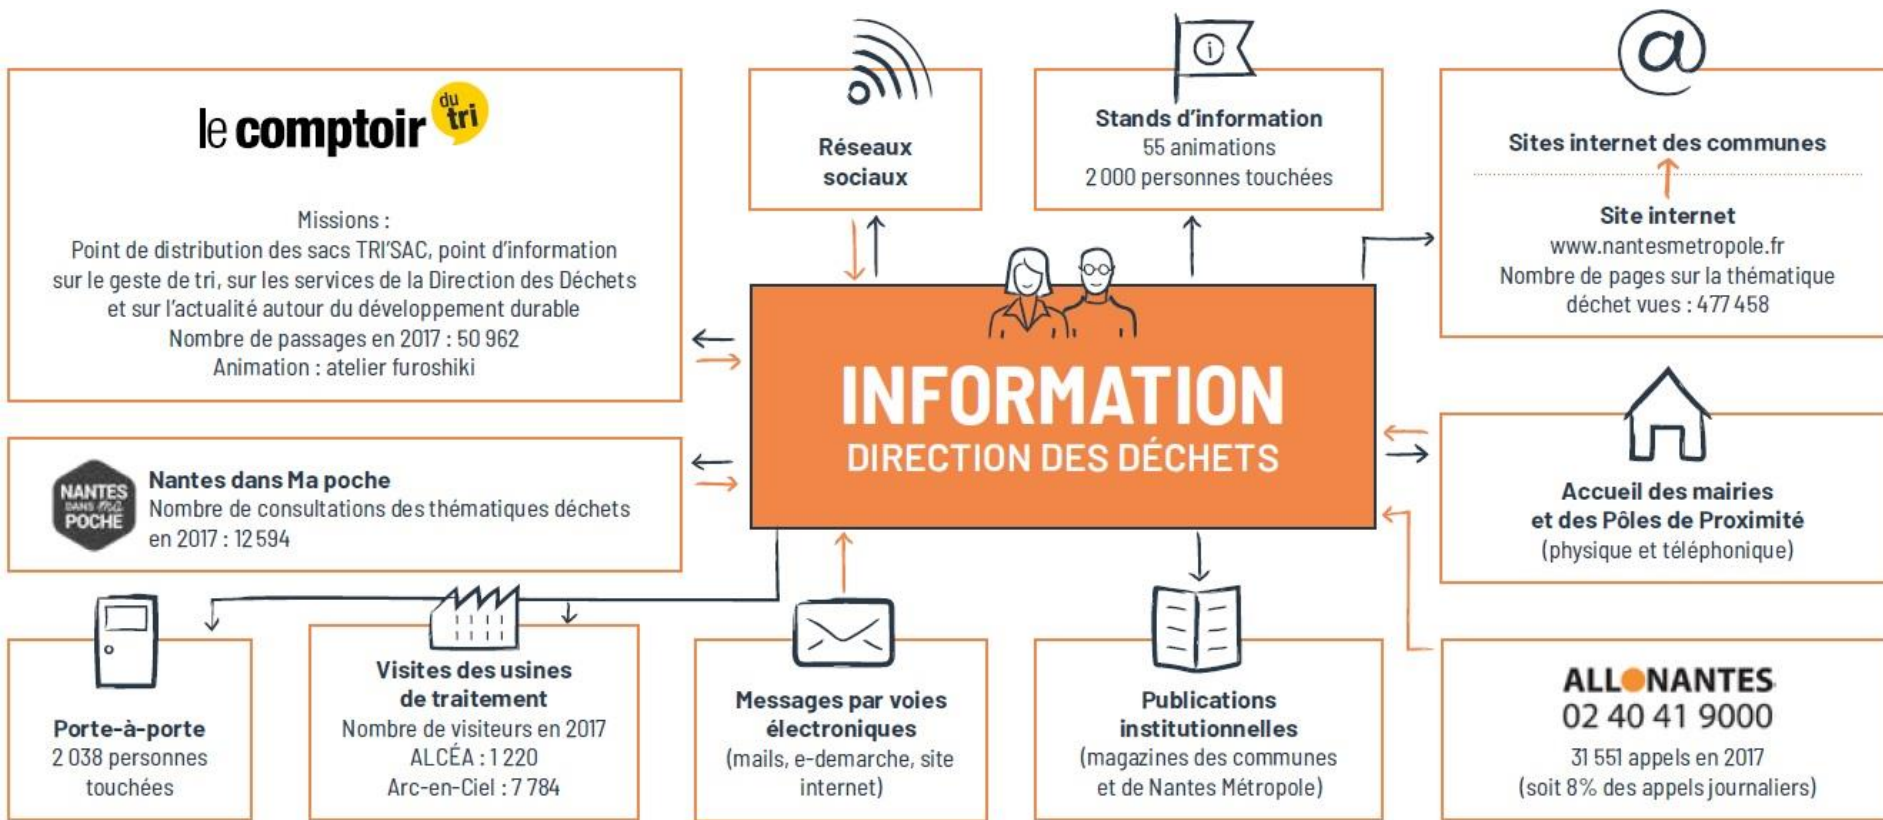 le comptoir du tri
Missions :
Point de distribution des sacs TRI'SAC, point d'information
sur le geste de tri, sur les services de la Direction des Déchets
et sur l'actualité autour du développement durable
Nombre de passages en 2017 : 50 962
Animation : atelier furoshiki
Réseaux
sociaux
Stands d'information
55 animations
2 000 personnes touchées
@
Sites internet des communes
Site internet
www.nantesmetropole.fr
Nombre de pages sur la thématique
déchet vues : 477 458
INFORMATION
DIRECTION DES DÉCHETS
NANTES
DANS ma
POCHE
Nantes dans Ma poche
Nombre de consultations des thématiques déchets
en 2017 : 12 594
Accueil des mairies
et des Pôles de Proximité
(physique et téléphonique)
Porte-à-porte
2 038 personnes
touchées
Visites des usines
de traitement
Nombre de visiteurs en 2017
ALCÉA : 1 220
Arc-en-Ciel : 7 784
Messages par voies
électroniques
(mails, e-demarche, site
internet)
Publications
institutionnelles
(magazines des communes
et de Nantes Métropole)
ALLONANTES
02 40 41 9000
31 551 appels en 2017
(soit 8% des appels journaliers)